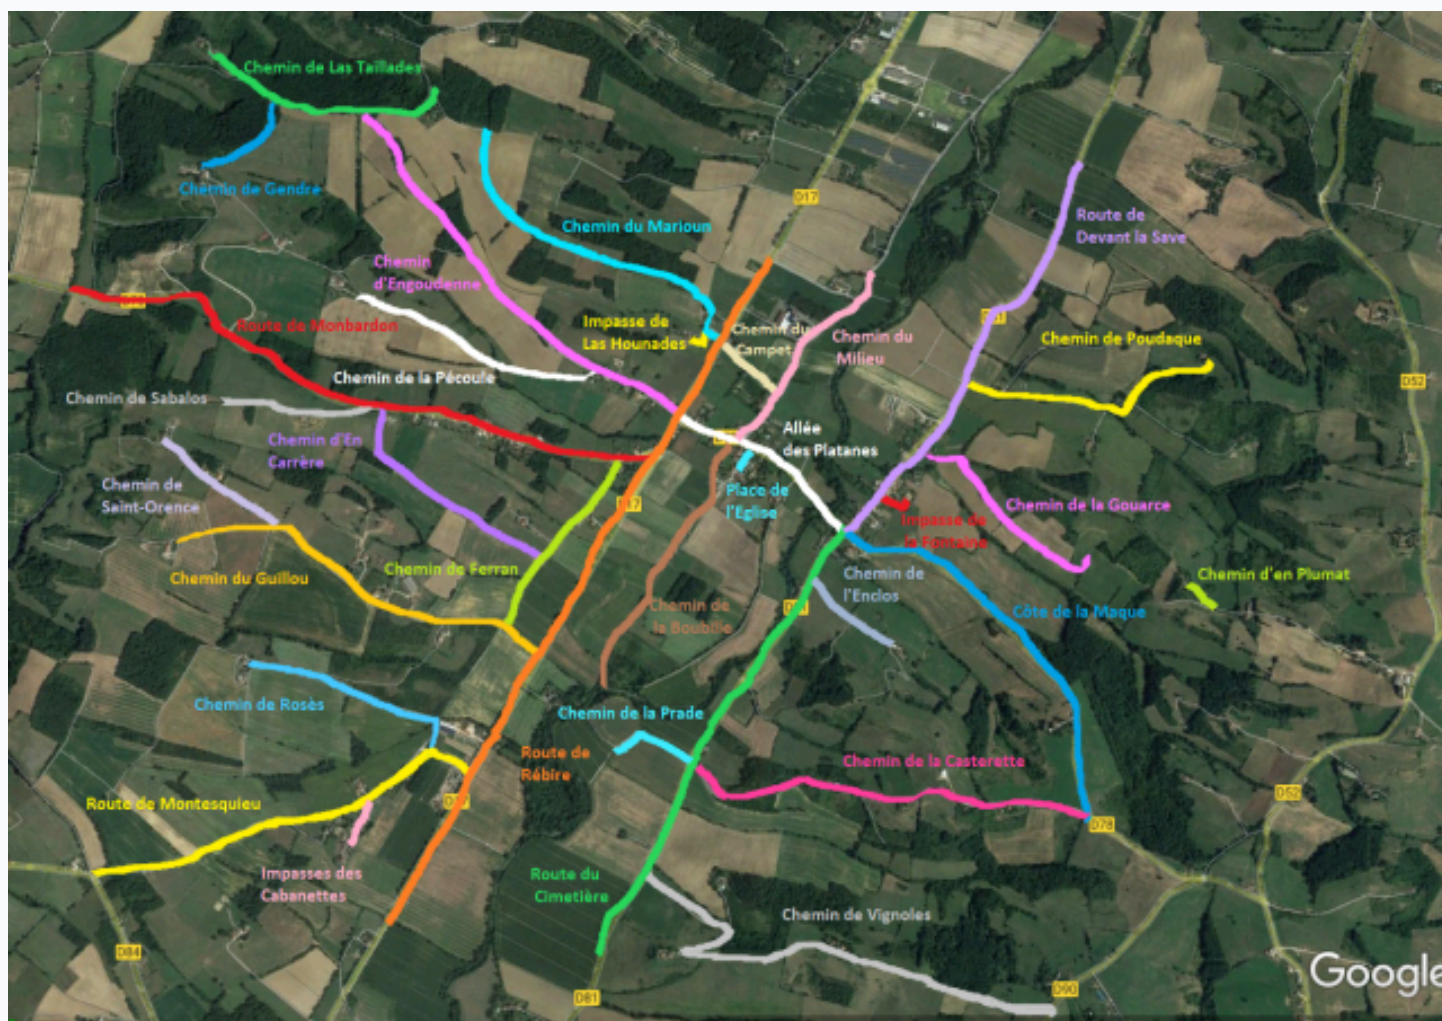 Chemin de Las Taillades
Chemin de Gendre
D17
Chemin du Marioun
Route de
Devant la Save
Chemin
d'Engoudenne
Route de Monbardon
Impasse de
Las Hounades
Chemin du
Campet
Chemin du
Milieu
Chemin de Poudaque
D52
Chemin de la Pécoule
Chemin de Sabalos
Chemin d'En
Carrère
Allée
des Platanes
Chemin de
Saint-Orence
Place de
l'Eglise
D17
Chemin de la Gouarce
Impasse de
la Fontaine
Chemin du Guillou
Chemin de Ferran
Chemin de
l'Enclos
Chemin d'en Plumat
Chemin de
la Boubille
Côte de la Maque
Chemin de Rosès
Chemin de la Prade
Route de
Rébire
Chemin de la Casterette
Route de Montesquieu
D52
D78
Impasses des
Cabanettes
Route du
Cimetière
Chemin de Vignoles
D84
D81
D90
Google